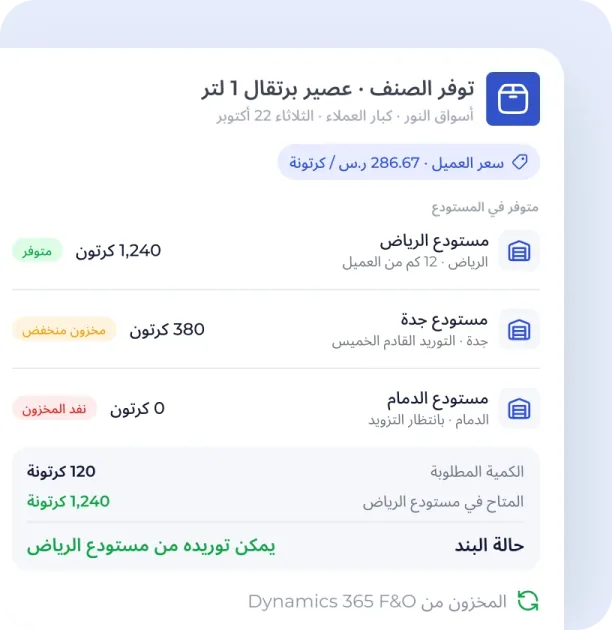 توفر الصنف · عصير برتقال 1 لتر
أسواق النور · كبار العملاء · الثلاثاء 22 أكتوبر
سعر العميل · 286.67 ر.س / كرتونة
متوفر في المستودع
مستودع الرياض
الرياض · 12 كم من العميل
1,240 كرتون
متوفر
مستودع جدة
جدة · التوريد القادم الخميس
380 كرتون
مخزون منخفض
مستودع الدمام
الدمام · بانتظار التزويد
0 كرتون
نفد المخزون
الكمية المطلوبة 120 كرتونة
المتاح في مستودع الرياض 1,240 كرتونة
حالة البند يمكن توريده من مستودع الرياض
المخزون من Dynamics 365 F&O